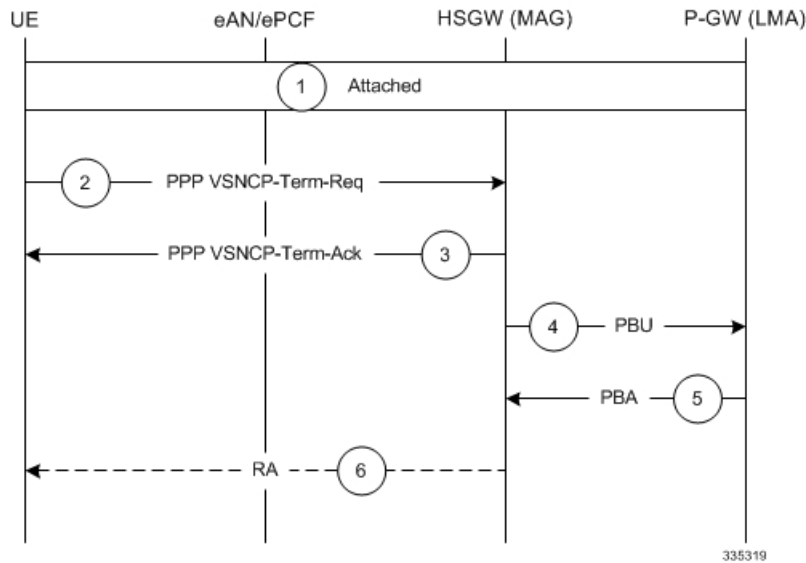 UE eAN/ePCF HSGW (MAG) P-GW (LMA)
1 Attached
2 PPP VSNCP-Term-Req
PPP VSNCP-Term-Ack 3
4 PBU
PBA 5
RA 6
335319